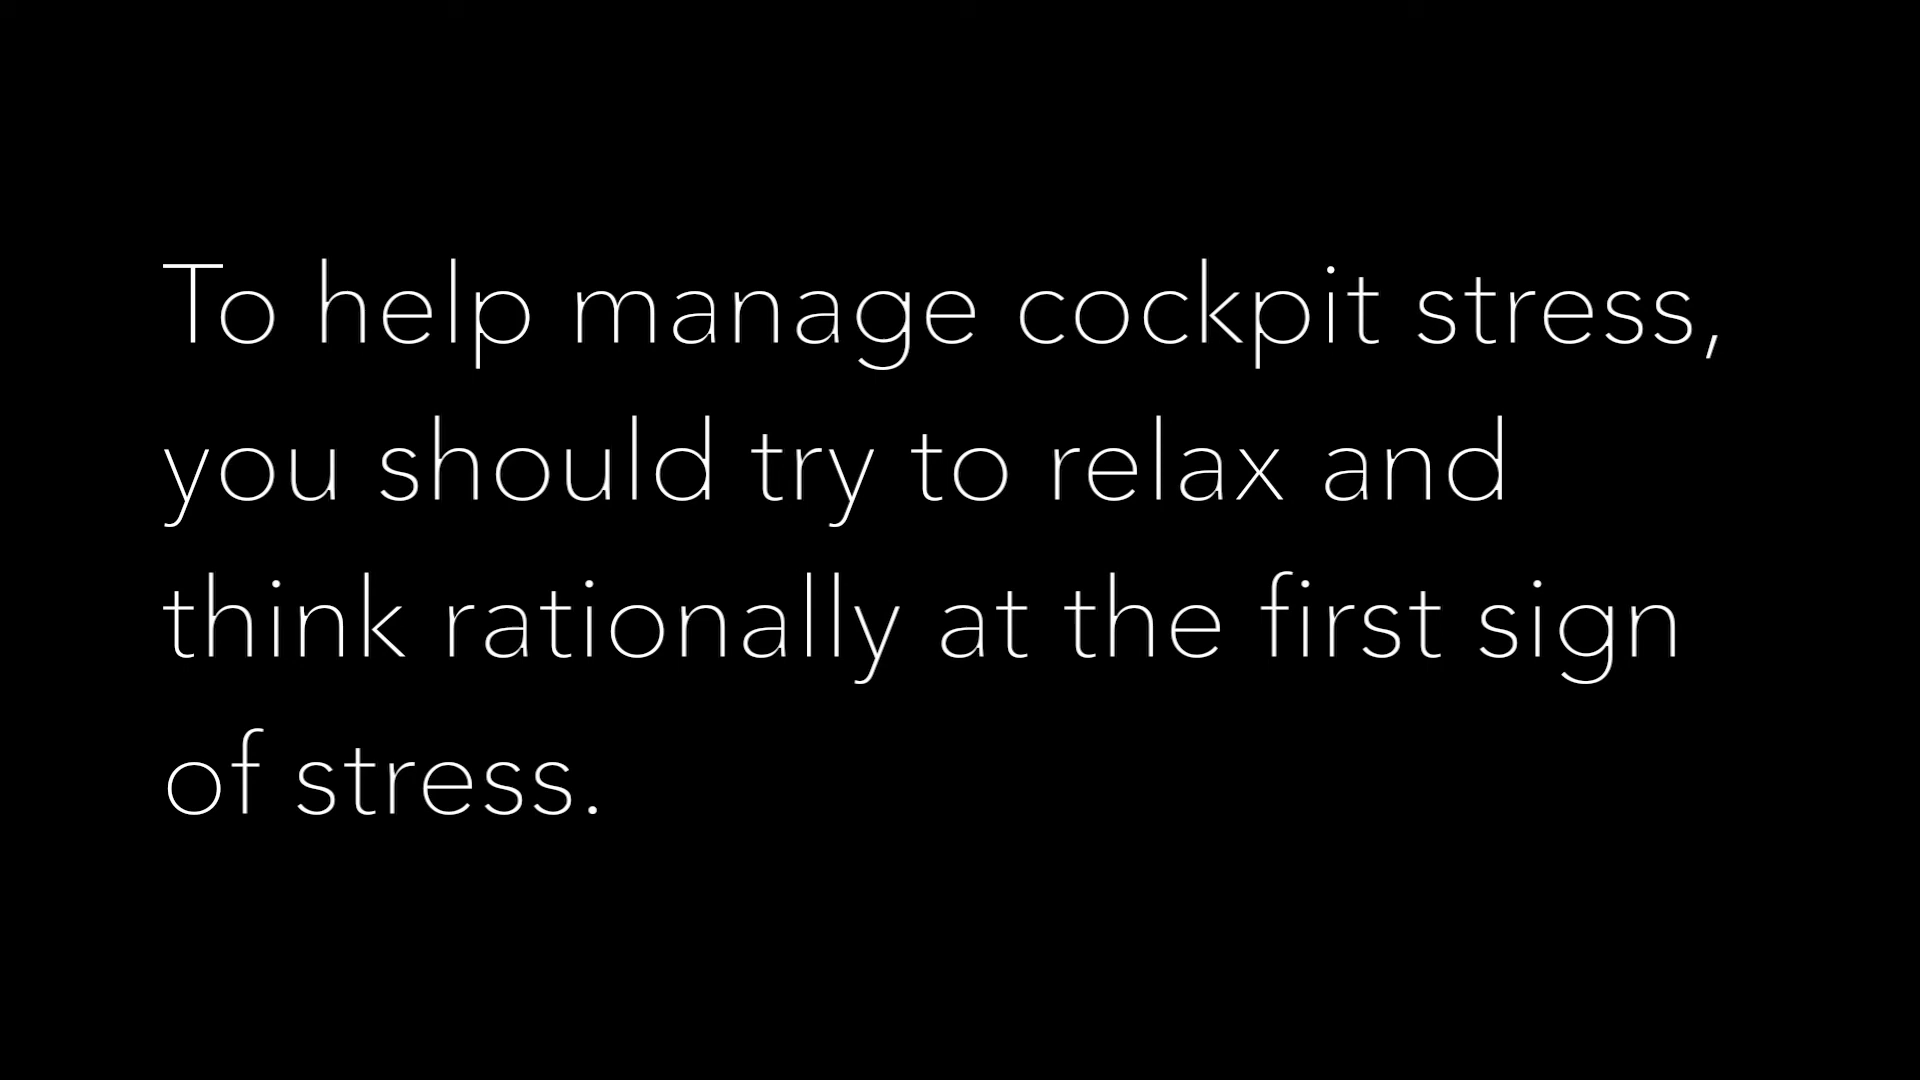 To help manage cockpit stress,
you should try to relax and
think rationally at the first sign
of stress.